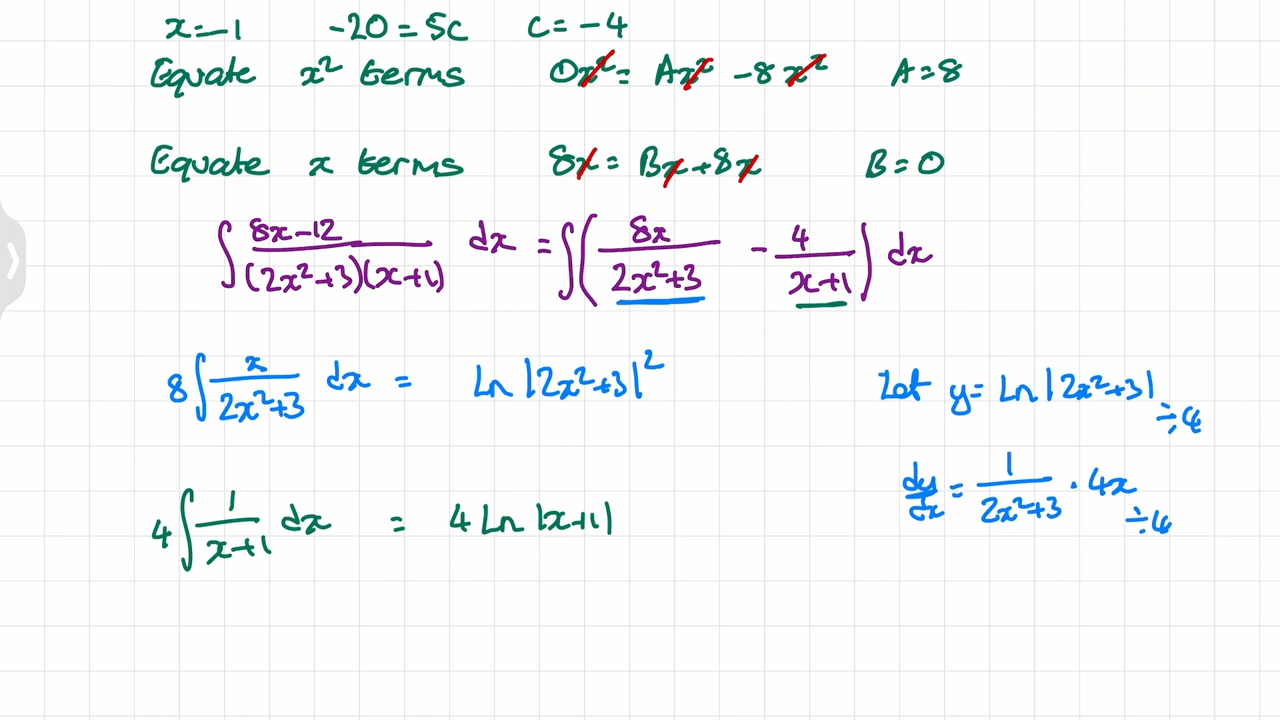 x=-1 -20=5c c=-4
Equate x² terms 0x²= Ax² -8x² A=8
Equate x terms 8x = Bx+8x B=0
∫ 8x-12/(2x²+3)(x+1) dx = ∫( 8x/2x²+3 - 4/x+1 ) dx
8∫ x/2x²+3 dx = Ln|2x²+3|² Let y= Ln|2x²+3| ÷4
dy/dx = 1/2x²+3 · 4x ÷4
4∫ 1/x+1 dx = 4Ln|x+1|